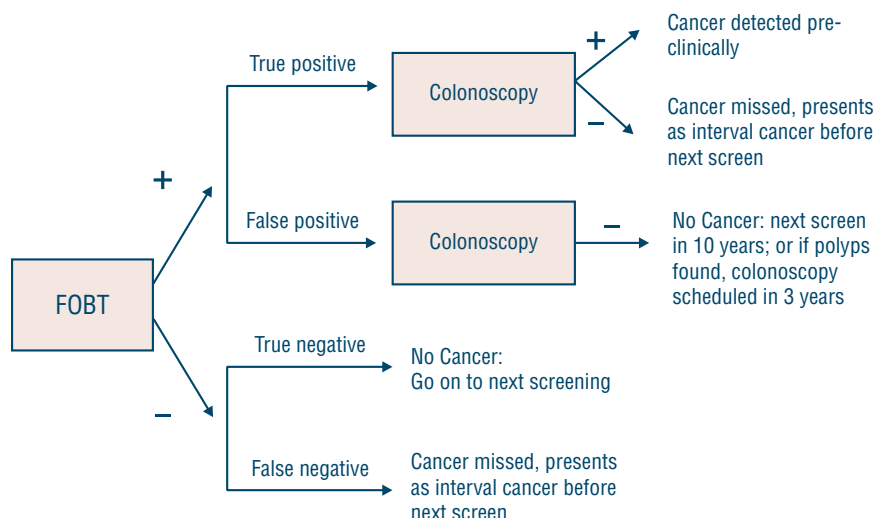 Cancer detected pre-
clinically
+
True positive
Colonoscopy
–
Cancer missed, presents
as interval cancer before
next screen
+
False positive
Colonoscopy
–
No Cancer: next screen
in 10 years; or if polyps
found, colonoscopy
scheduled in 3 years
FOBT
True negative
No Cancer:
Go on to next screening
–
False negative
Cancer missed, presents
as interval cancer before
next screen